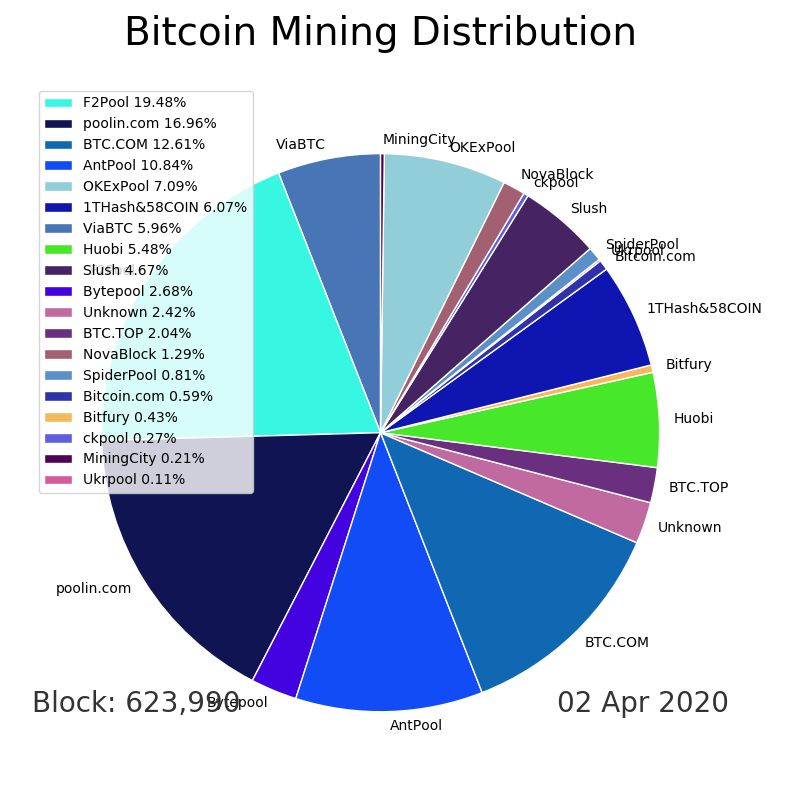 Bitcoin Mining Distribution
F2Pool 19.48%
poolin.com 16.96%
BTC.COM 12.61%
AntPool 10.84%
OKExPool 7.09%
1THash&58COIN 6.07%
ViaBTC 5.96%
Huobi 5.48%
Slush 4.67%
Bytepool 2.68%
Unknown 2.42%
BTC.TOP 2.04%
NovaBlock 1.29%
SpiderPool 0.81%
Bitcoin.com 0.59%
Bitfury 0.43%
ckpool 0.27%
MiningCity 0.21%
Ukrpool 0.11%
ViaBTC
MiningCity
OKExPool
NovaBlock
ckpool
Slush
SpiderPool
Ukrpool
Bitcoin.com
1THash&58COIN
Bitfury
Huobi
BTC.TOP
Unknown
BTC.COM
AntPool
Bytepool
poolin.com
Block: 623,990
02 Apr 2020